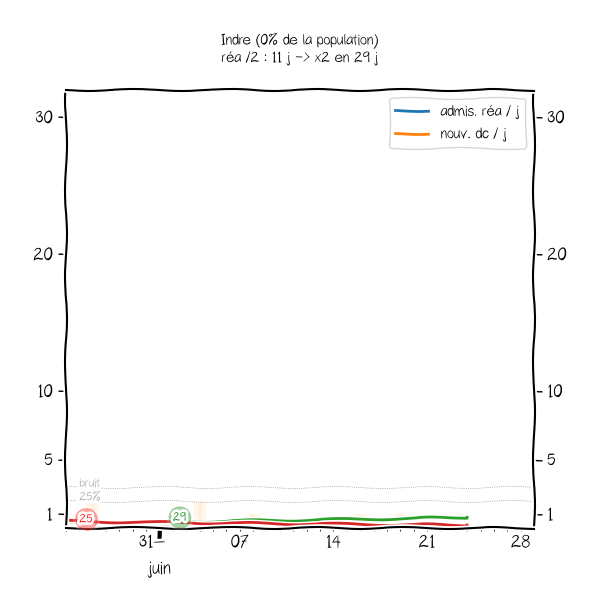 Indre (0% de la population)
réa /2 : 11 j -> x2 en 29 j
admis. réa / j
nouv. dc / j
30 30
20 20
10 10
5 5
bruit
25%
1 1
25 29
31 07 14 21 28
juin